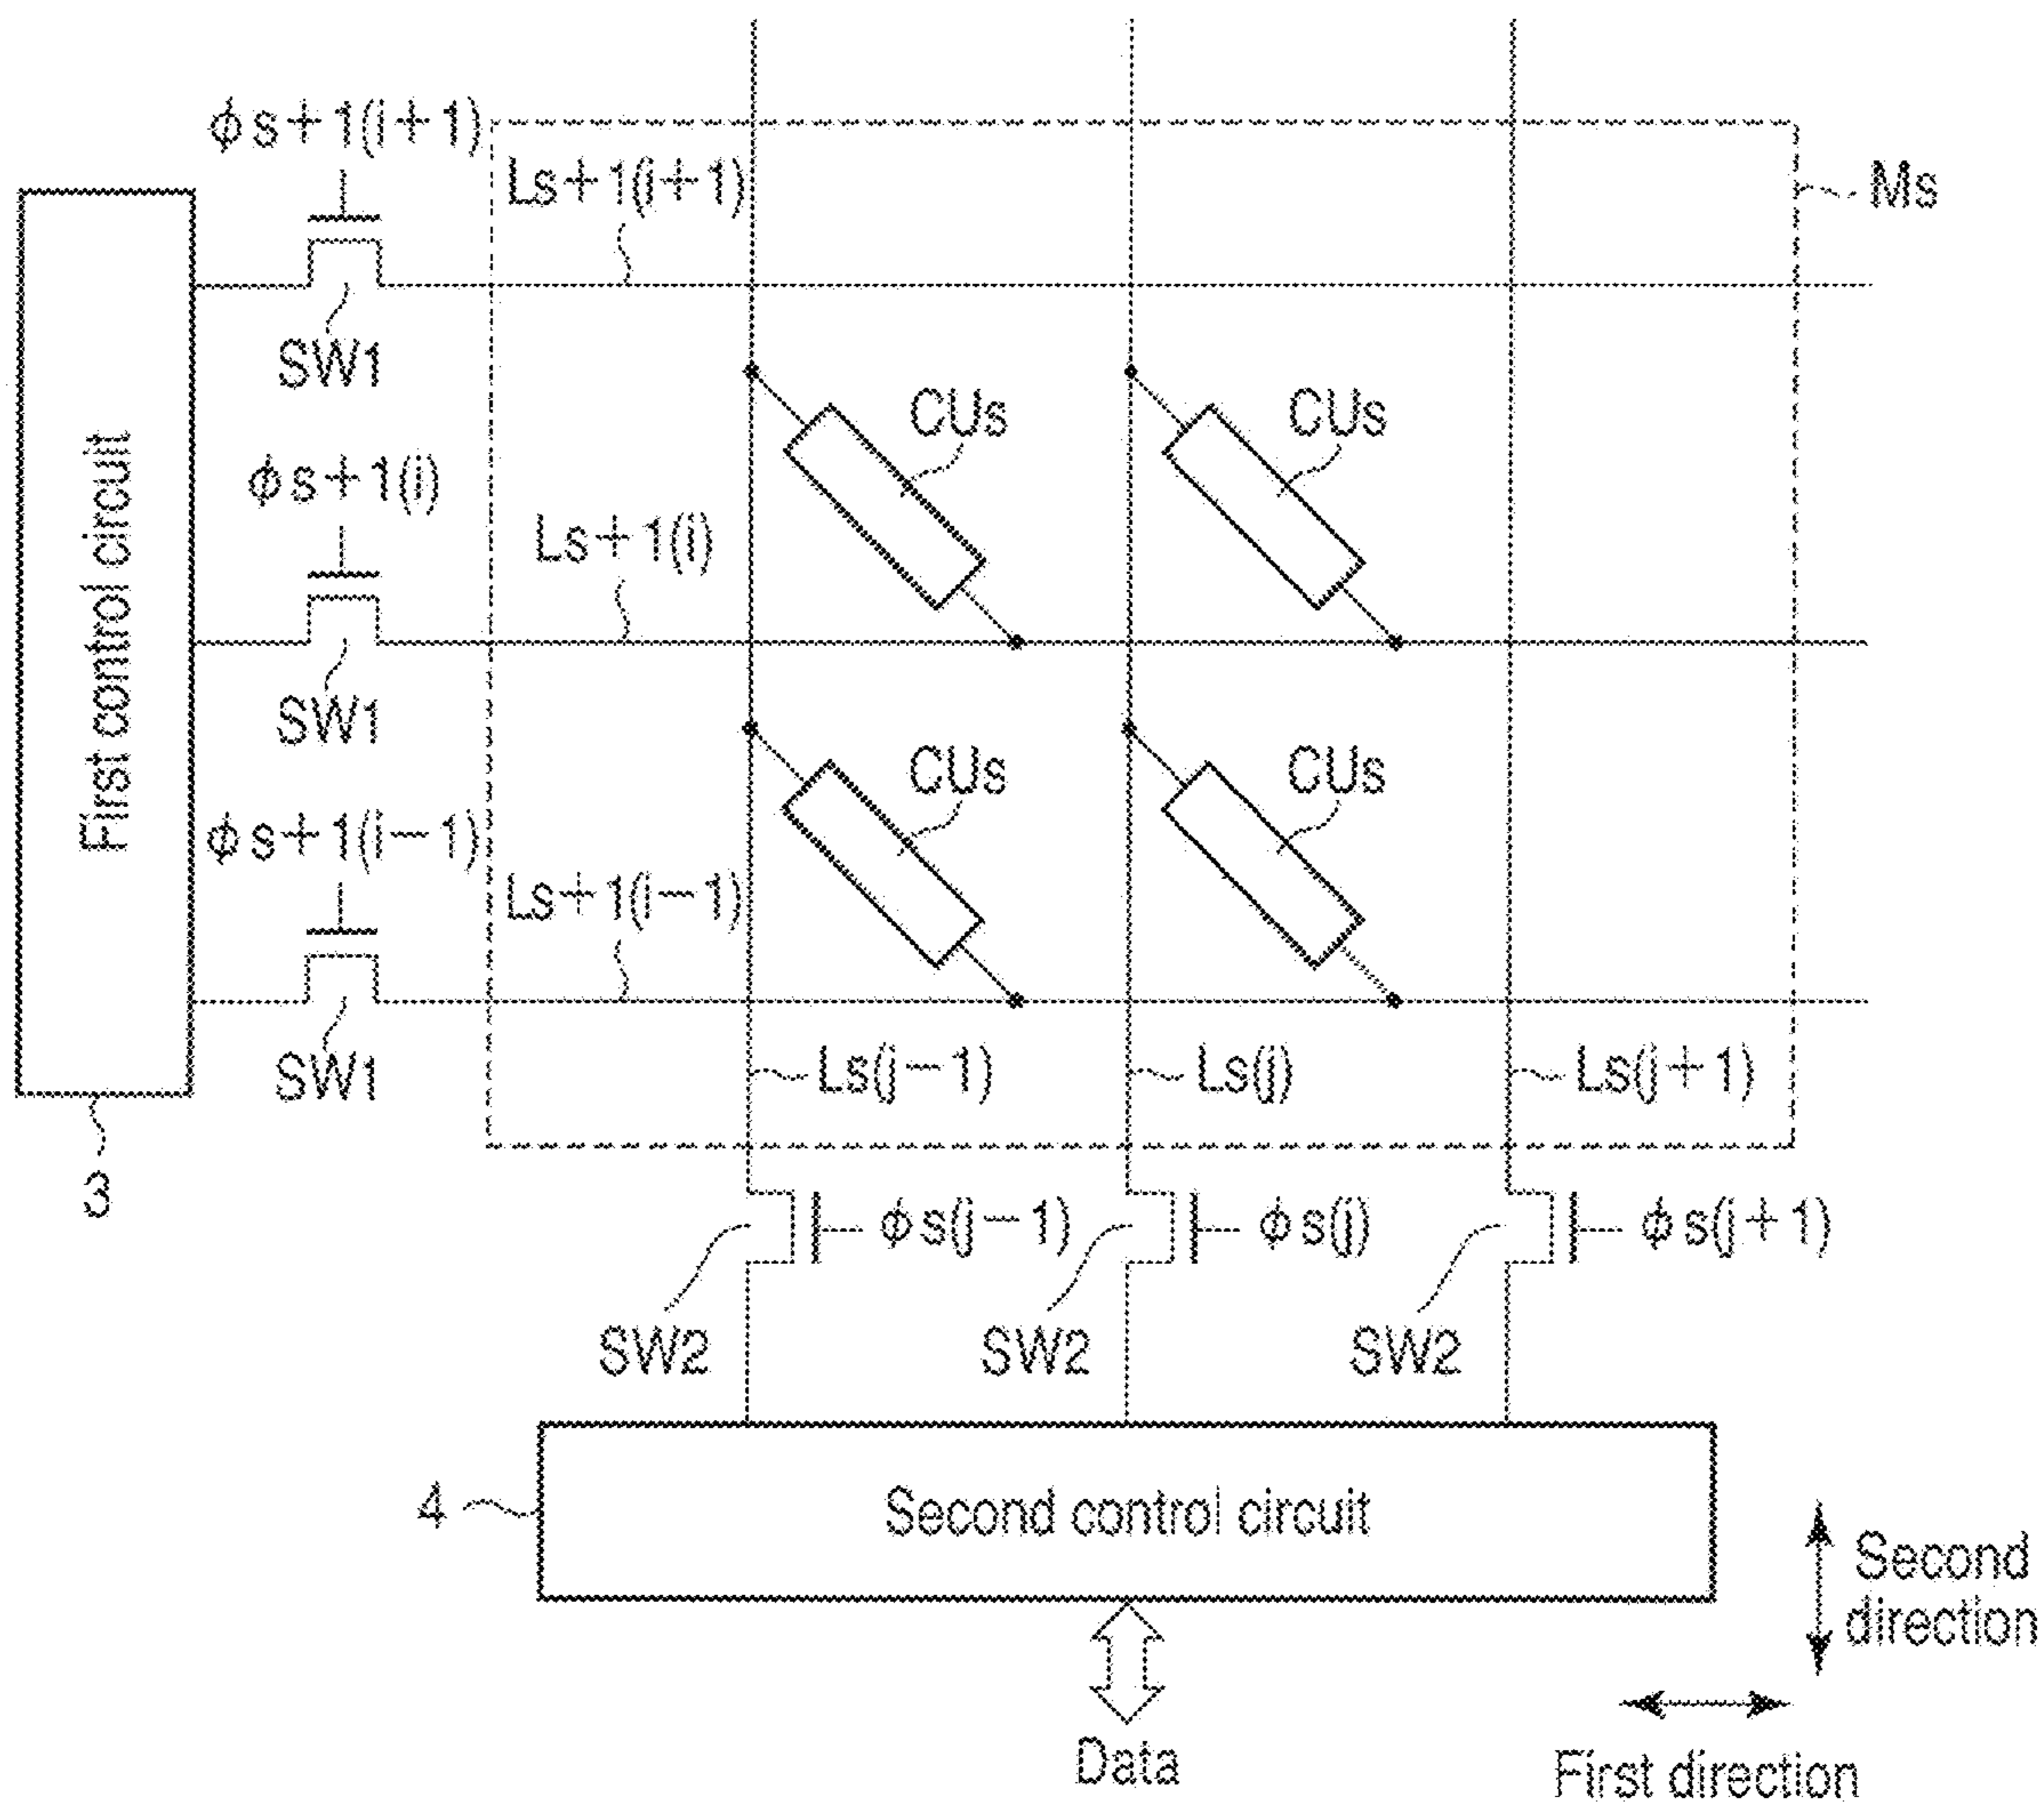 ϕs+1(i+1)
Ls+1(i+1)
Ms
SW1
CUs
CUs
ϕs+1(i)
Ls+1(i)
First control circuit
SW1
CUs
CUs
ϕs+1(i−1)
Ls+1(i−1)
SW1
Ls(j−1)
Ls(j)
Ls(j+1)
3
ϕs(j−1)
ϕs(j)
ϕs(j+1)
SW2
SW2
SW2
4
Second control circuit
Second
direction
Data
First direction